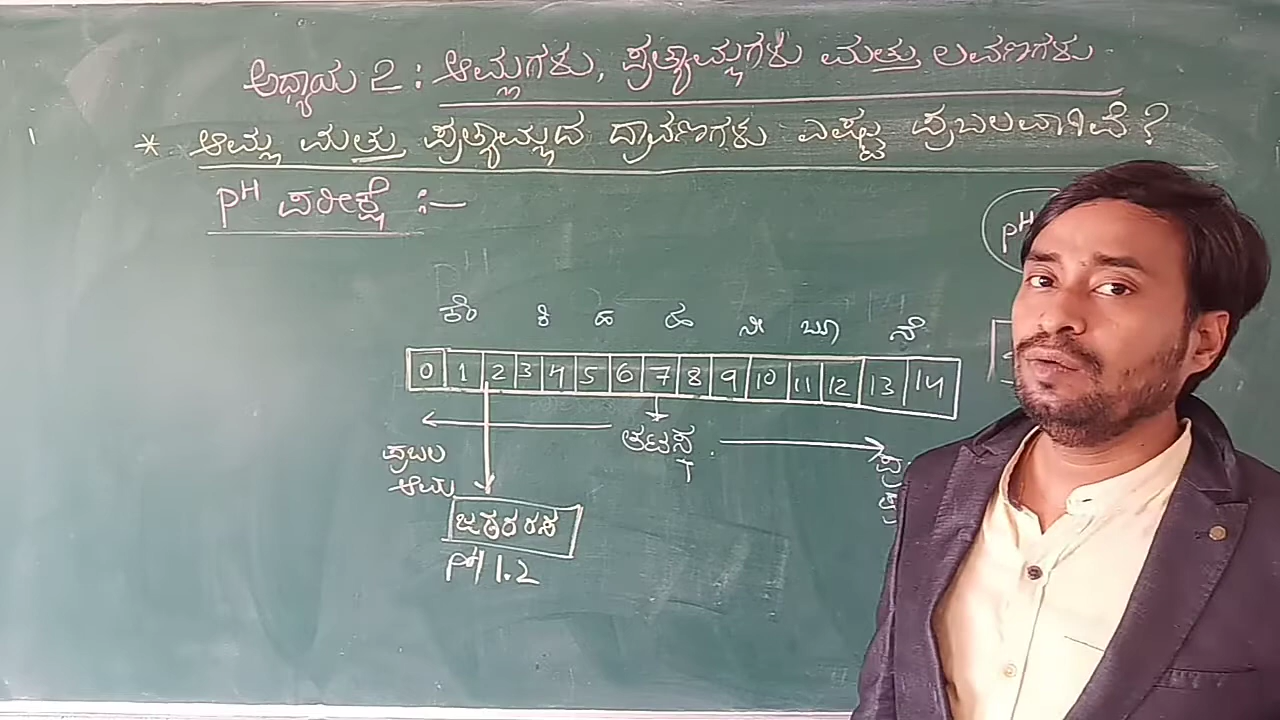 ಅಧ್ಯಾಯ 2 : ಆಮ್ಲಗಳು, ಪ್ರತ್ಯಾಮ್ಲಗಳು ಮತ್ತು ಲವಣಗಳು
* ಆಮ್ಲ ಮತ್ತು ಪ್ರತ್ಯಾಮ್ಲದ ದ್ರಾವಣಗಳು ಎಷ್ಟು ಪ್ರಬಲವಾಗಿವೆ ?
pH ಪರೀಕ್ಷೆ :-
pH
ಕೆಂ ಕಿ ಹ ಹ ನೀ ಬೂ ನೇ
0 1 2 3 4 5 6 7 8 9 10 11 12 13 14
ತಟಸ್ಥ
ಪ್ರಬಲ
ಆಮ್ಲ
ಜಠರರಸ
pH 1.2